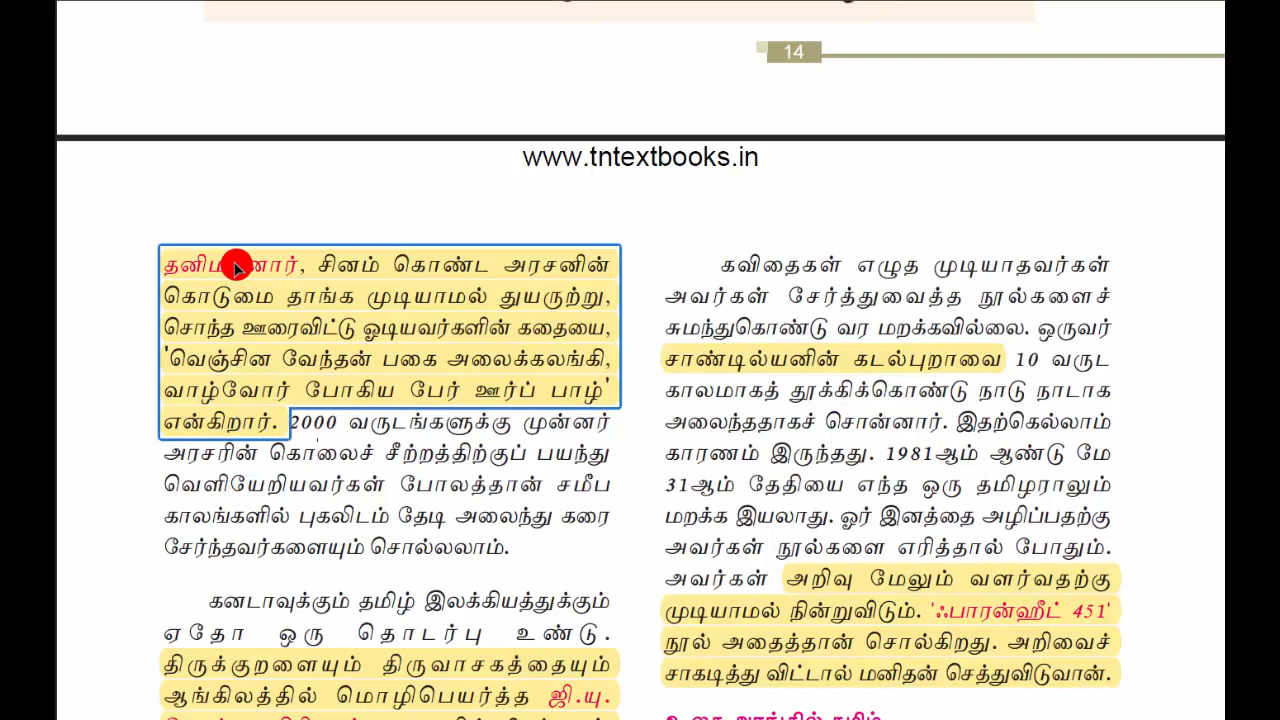 14
www.tntextbooks.in
சினம் கொண்ட அரசனின்
கொடுமை தாங்க முடியாமல் துயருற்று,
சொந்த ஊரைவிட்டு ஓடியவர்களின் கதையை,
'வெஞ்சின வேந்தன் பகை அலைக்கலங்கி,
வாழ்வோர் போகிய பேர் ஊர்ப் பாழ்'
என்கிறார். 2000 வருடங்களுக்கு முன்னர்
அரசரின் கொலைச் சீற்றத்திற்குப் பயந்து
வெளியேறியவர்கள் போலத்தான் சமீப
காலங்களில் புகலிடம் தேடி அலைந்து கரை
சேர்ந்தவர்களையும் சொல்லலாம்.
கனடாவுக்கும் தமிழ் இலக்கியத்துக்கும்
ஏதோ ஒரு தொடர்பு உண்டு.
திருக்குறளையும் திருவாசகத்தையும்
ஆங்கிலத்தில் மொழிபெயர்த்த ஜி.யு.
கவிதைகள் எழுத முடியாதவர்கள்
அவர்கள் சேர்த்துவைத்த நூல்களைச்
சுமந்துகொண்டு வர மறக்கவில்லை. ஒருவர்
சாண்டில்யனின் கடல்புறாவை 10 வருட
காலமாகத் தூக்கிக்கொண்டு நாடு நாடாக
அலைந்ததாகச் சொன்னார். இதற்கெல்லாம்
காரணம் இருந்தது. 1981ஆம் ஆண்டு மே
31ஆம் தேதியை எந்த ஒரு தமிழராலும்
மறக்க இயலாது. ஓர் இனத்தை அழிப்பதற்கு
அவர்கள் நூல்களை எரித்தால் போதும்.
அவர்கள் அறிவு மேலும் வளர்வதற்கு
முடியாமல் நின்றுவிடும். 'ஃபாரன்ஹீட் 451'
நூல் அதைத்தான் சொல்கிறது. அறிவைச்
சாகடித்து விட்டால் மனிதன் செத்துவிடுவான்.